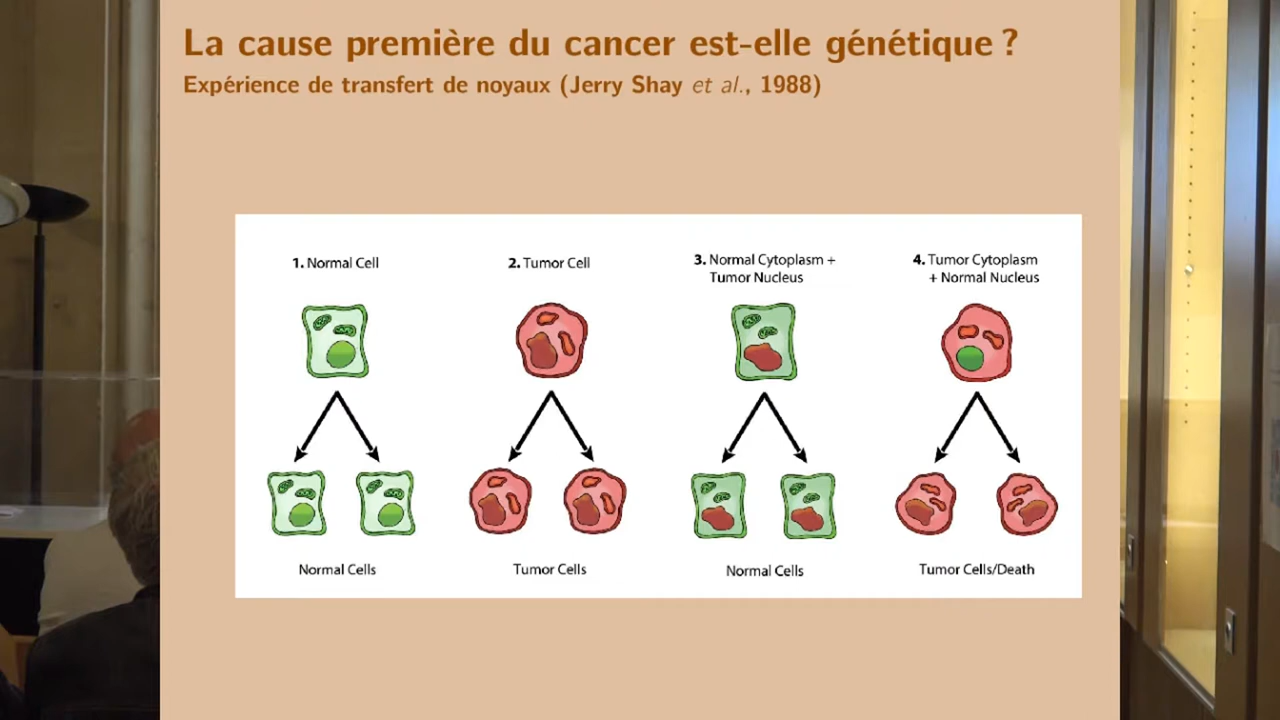 La cause première du cancer est-elle génétique ?
Expérience de transfert de noyaux (Jerry Shay et al., 1988)
1. Normal Cell
2. Tumor Cell
3. Normal Cytoplasm +
Tumor Nucleus
4. Tumor Cytoplasm
+ Normal Nucleus
Normal Cells
Tumor Cells
Normal Cells
Tumor Cells/Death